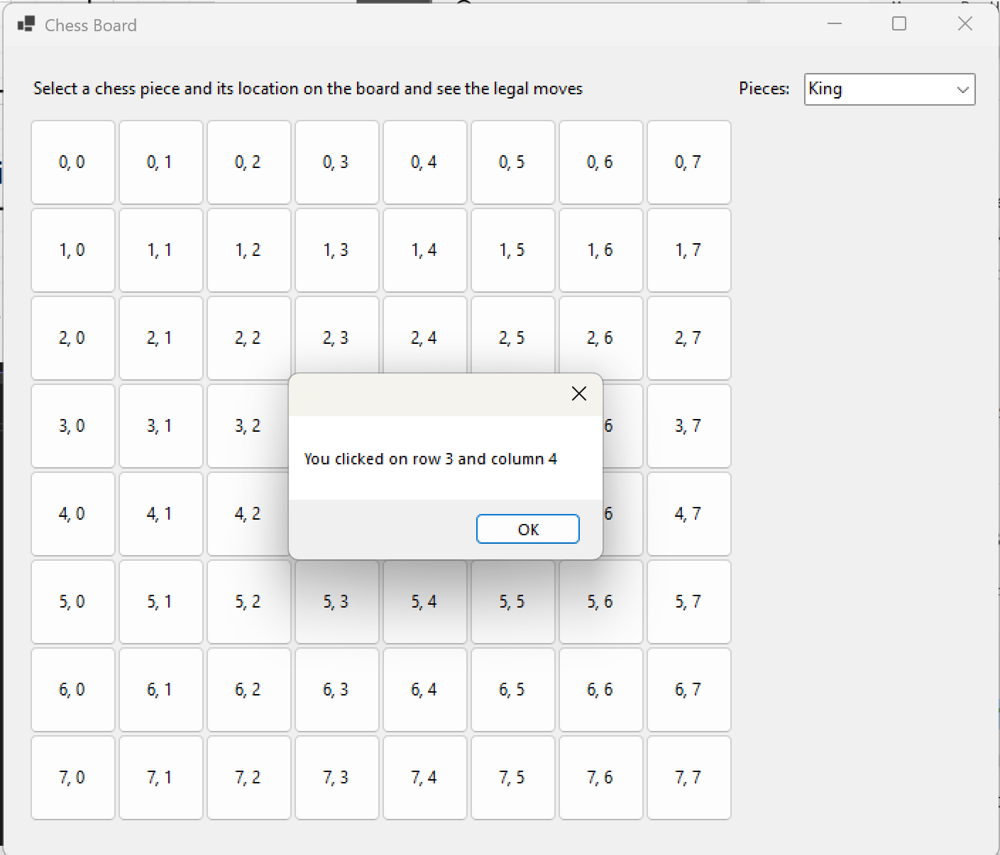 Chess Board
Select a chess piece and its location on the board and see the legal moves Pieces: King
0, 0 0, 1 0, 2 0, 3 0, 4 0, 5 0, 6 0, 7
1, 0 1, 1 1, 2 1, 3 1, 4 1, 5 1, 6 1, 7
2, 0 2, 1 2, 2 2, 3 2, 4 2, 5 2, 6 2, 7
3, 0 3, 1 3, 2 6 3, 7
You clicked on row 3 and column 4
4, 0 4, 1 4, 2 6 4, 7
OK
5, 0 5, 1 5, 2 5, 3 5, 4 5, 5 5, 6 5, 7
6, 0 6, 1 6, 2 6, 3 6, 4 6, 5 6, 6 6, 7
7, 0 7, 1 7, 2 7, 3 7, 4 7, 5 7, 6 7, 7